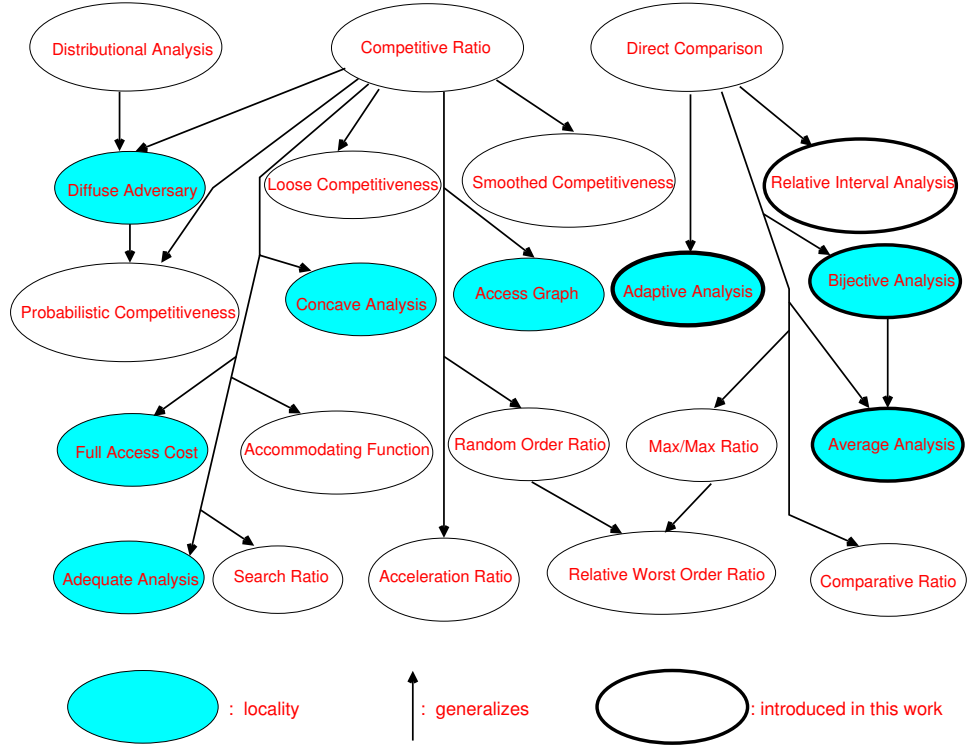 Distributional Analysis
Competitive Ratio
Direct Comparison
Diffuse Adversary
Loose Competitiveness
Smoothed Competitiveness
Relative Interval Analysis
Probabilistic Competitiveness
Concave Analysis
Access Graph
Adaptive Analysis
Bijective Analysis
Full Access Cost
Accommodating Function
Random Order Ratio
Max/Max Ratio
Average Analysis
Adequate Analysis
Search Ratio
Acceleration Ratio
Relative Worst Order Ratio
Comparative Ratio
: locality
: generalizes
: introduced in this work